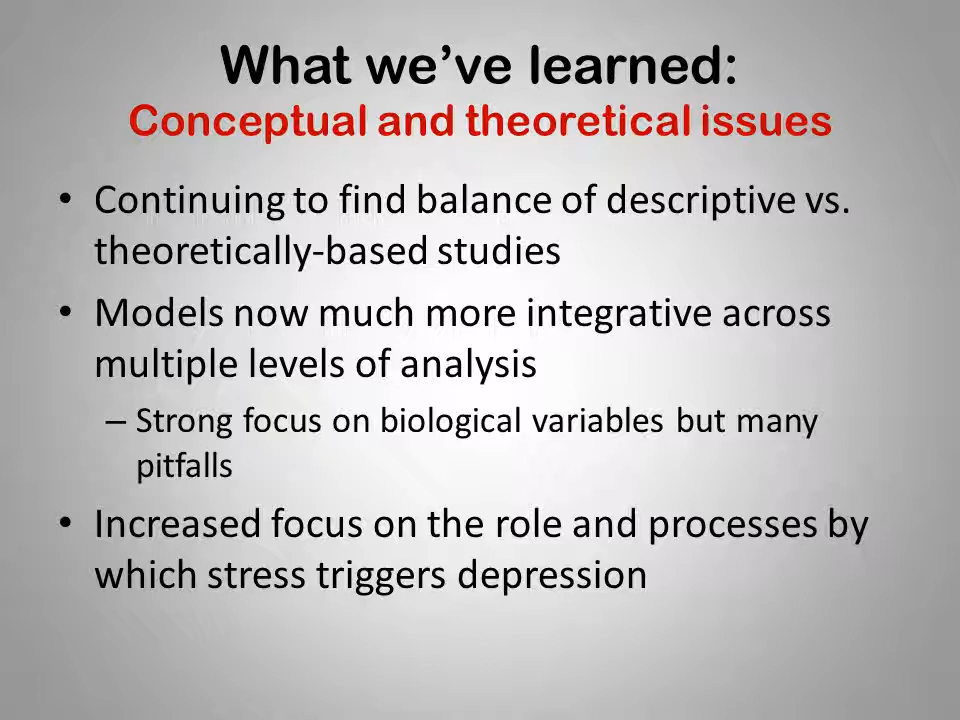 What we’ve learned:
Conceptual and theoretical issues
• Continuing to find balance of descriptive vs.
theoretically-based studies
• Models now much more integrative across
multiple levels of analysis
– Strong focus on biological variables but many
pitfalls
• Increased focus on the role and processes by
which stress triggers depression